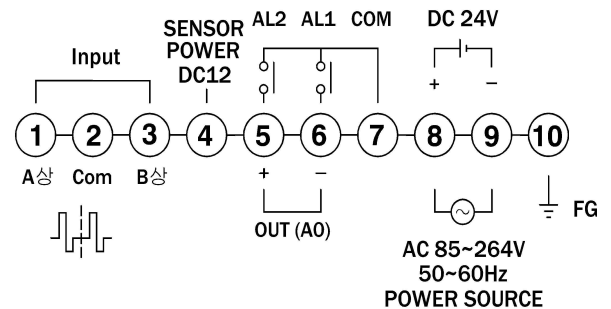 SENSOR
POWER
DC12
AL2 AL1 COM
DC 24V
Input
+ −
1 2 3 4 5 6 7 8 9 10
A상 Com B상
+ −
OUT (A0)
FG
AC 85~264V
50~60Hz
POWER SOURCE